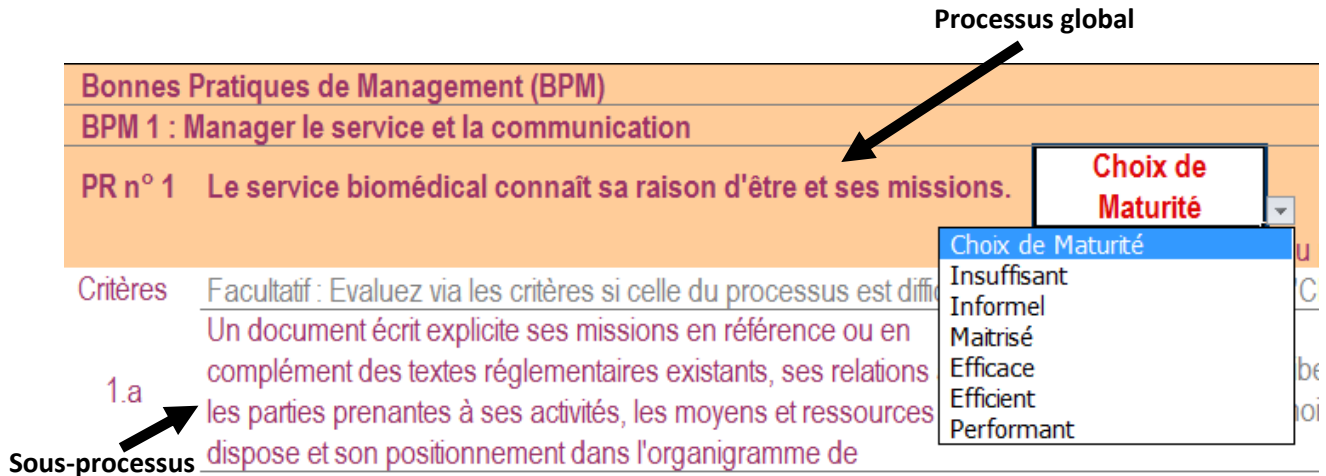 Processus global
Bonnes Pratiques de Management (BPM)
BPM 1 : Manager le service et la communication
PR n° 1 Le service biomédical connaît sa raison d'être et ses missions.
Choix de
Maturité
Choix de Maturité
Insuffisant
Informel
Maitrisé
Efficace
Efficient
Performant
Critères Facultatif : Evaluez via les critères si celle du processus est
Un document écrit explicite ses missions en référence ou en
1.a complément des textes réglementaires existants, ses relations
les parties prenantes à ses activités, les moyens et ressources
Sous-processus dispose et son positionnement dans l'organigramme de